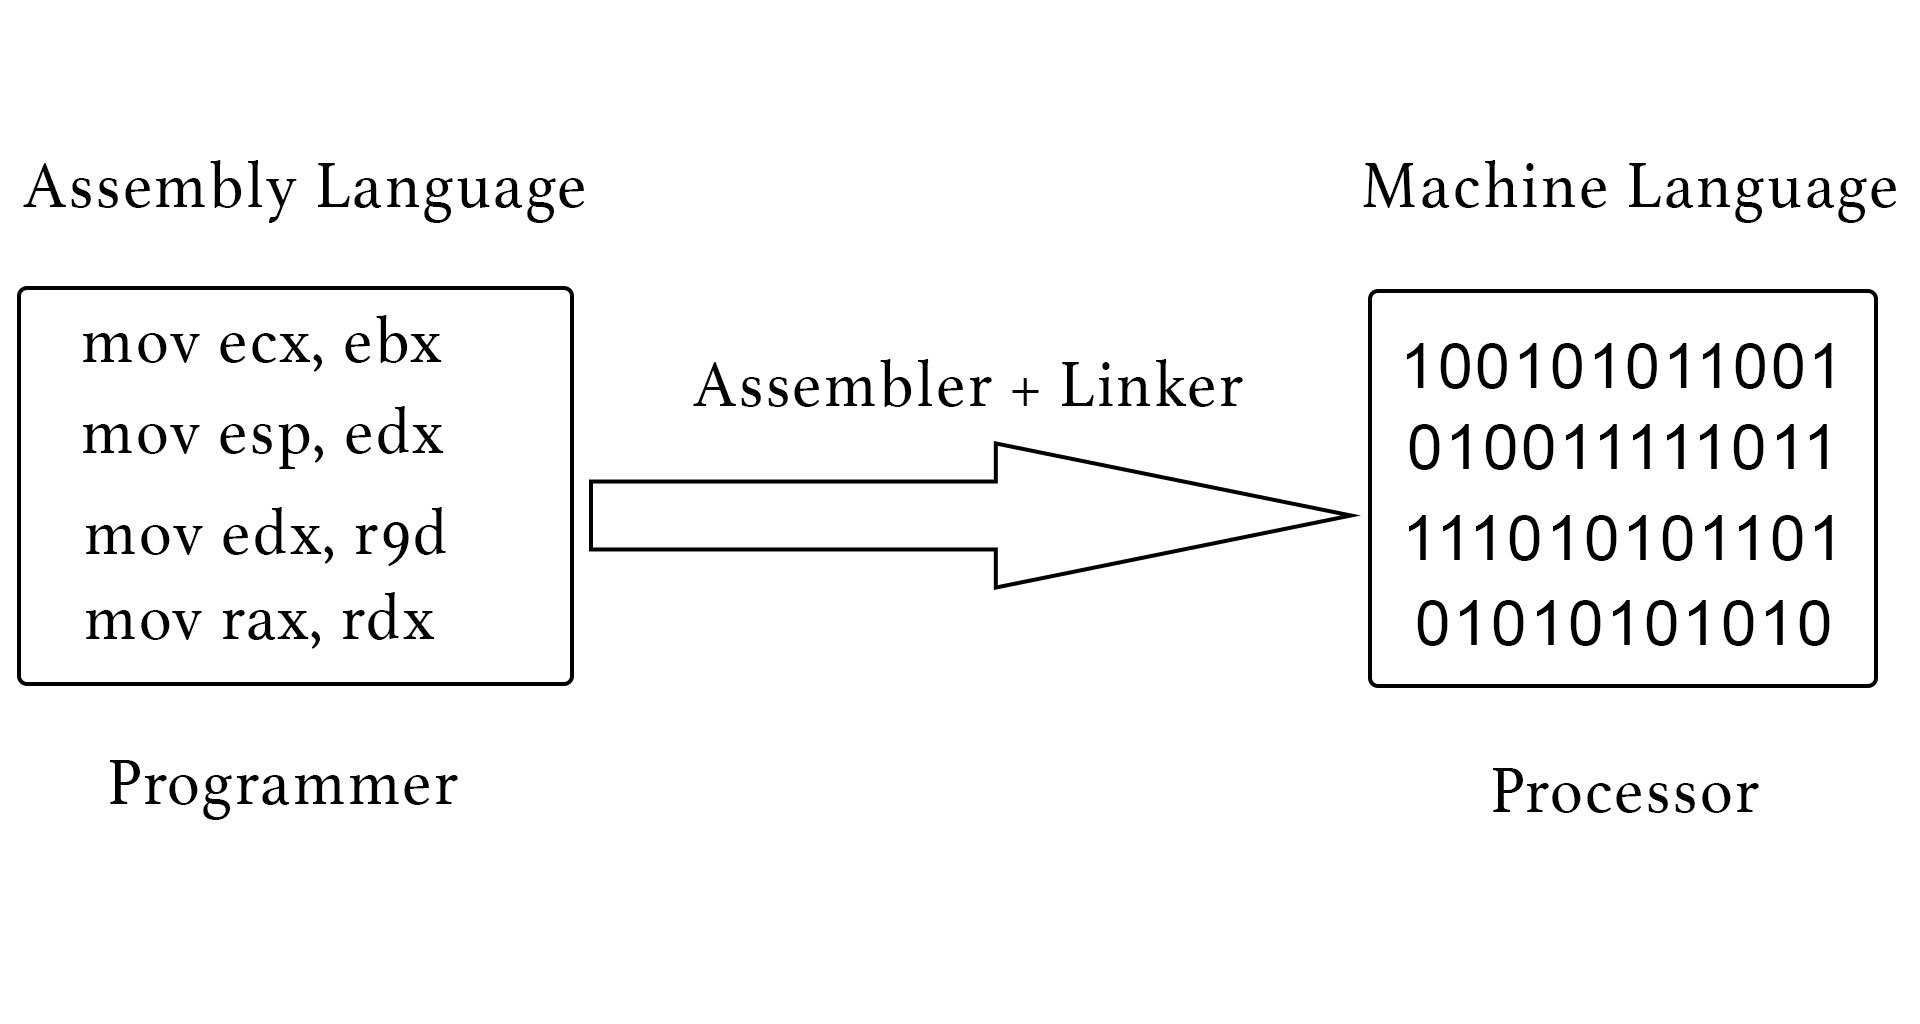 Assembly Language
mov ecx, ebx
mov esp, edx
mov edx, r9d
mov rax, rdx
Programmer
Assembler + Linker
Machine Language
100101011001
010011111011
111010101101
01010101010
Processor